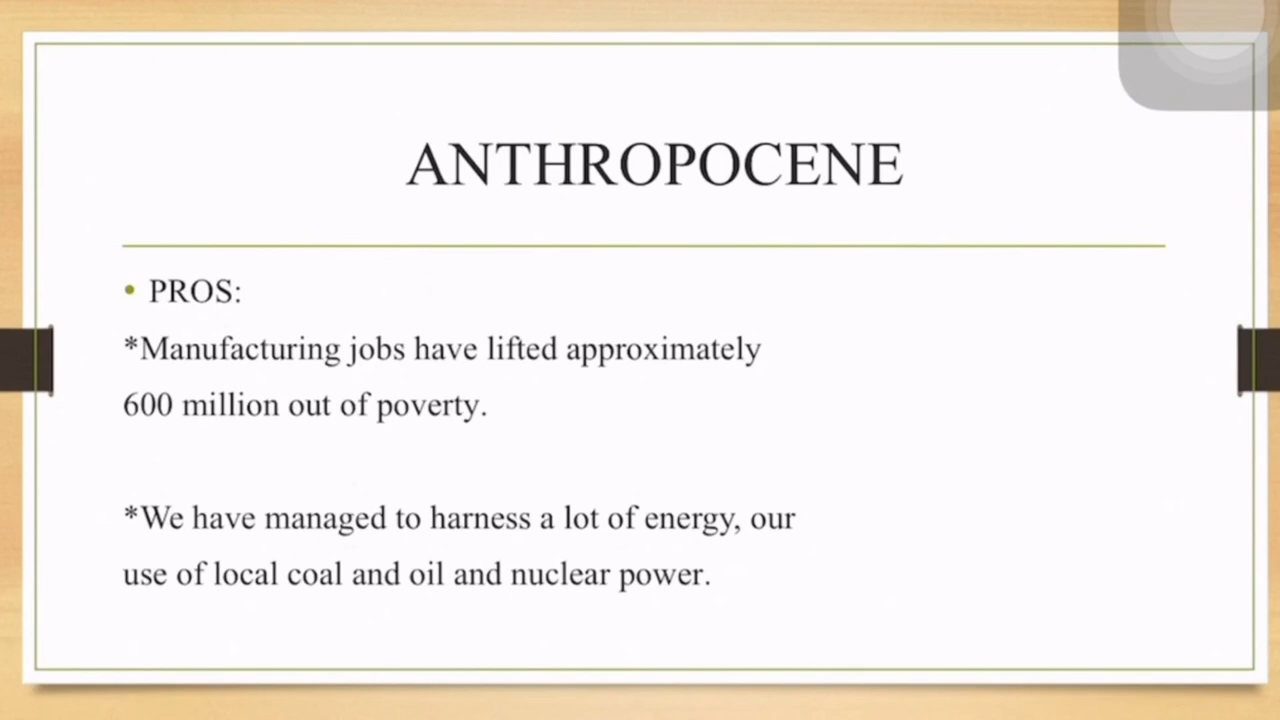 ANTHROPOCENE
• PROS:
*Manufacturing jobs have lifted approximately
600 million out of poverty.
*We have managed to harness a lot of energy, our
use of local coal and oil and nuclear power.